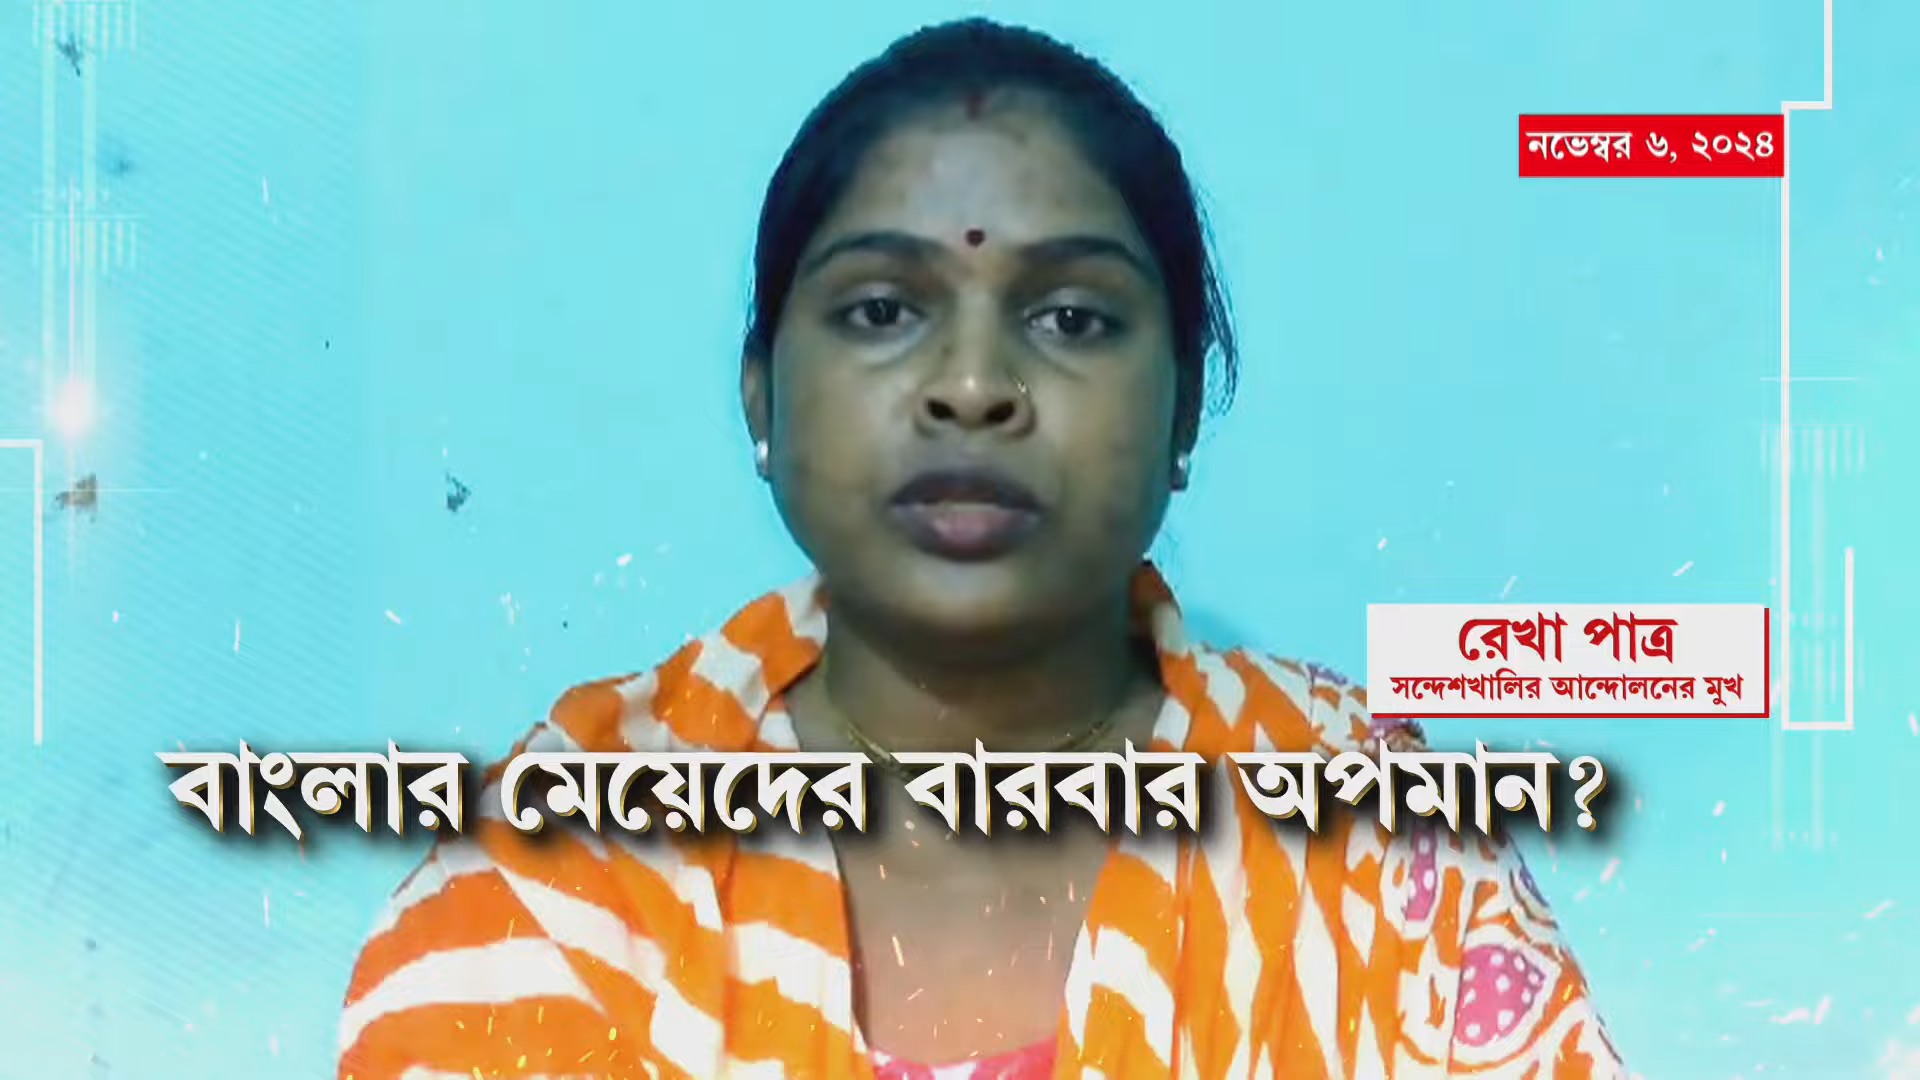 নভেম্বর ৬, ২০২৪
রেখা পাত্র
সন্দেশখালির আন্দোলনের মুখ
বাংলার মেয়েদের বারবার অপমান?